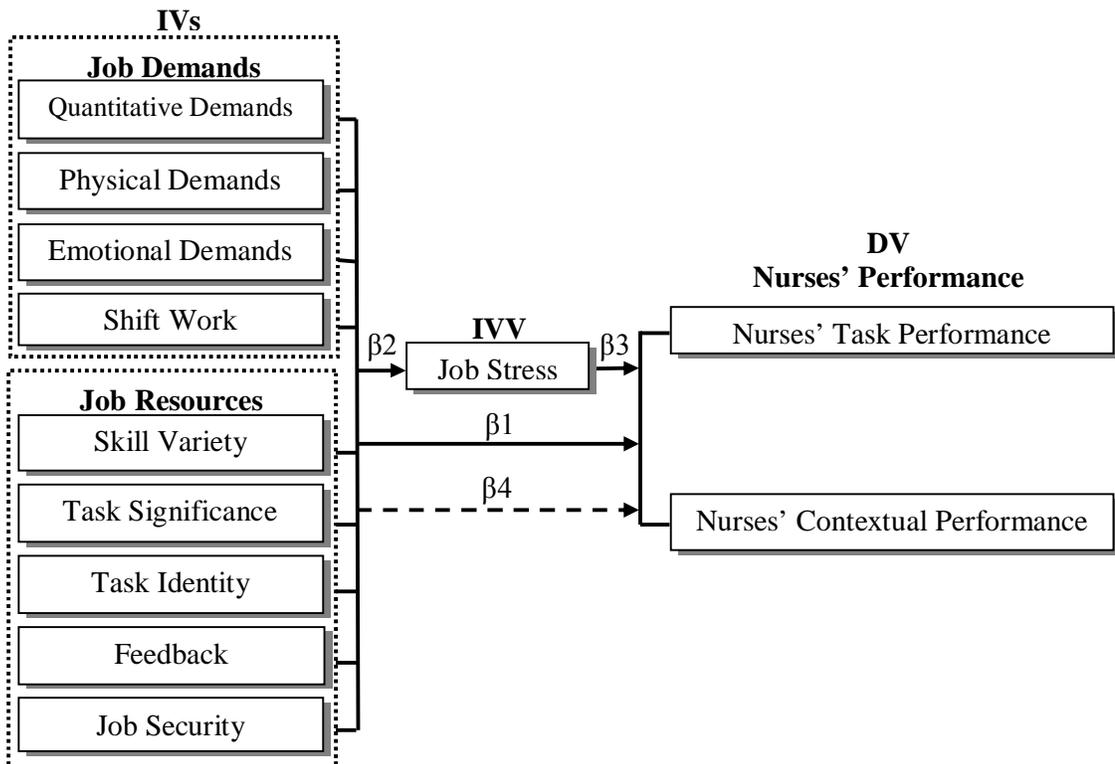 IVs
Job Demands
Quantitative Demands
Physical Demands
Emotional Demands
Shift Work
Job Resources
Skill Variety
Task Significance
Task Identity
Feedback
Job Security
β2
IVV
Job Stress
β3
β1
β4
DV
Nurses’ Performance
Nurses’ Task Performance
Nurses’ Contextual Performance